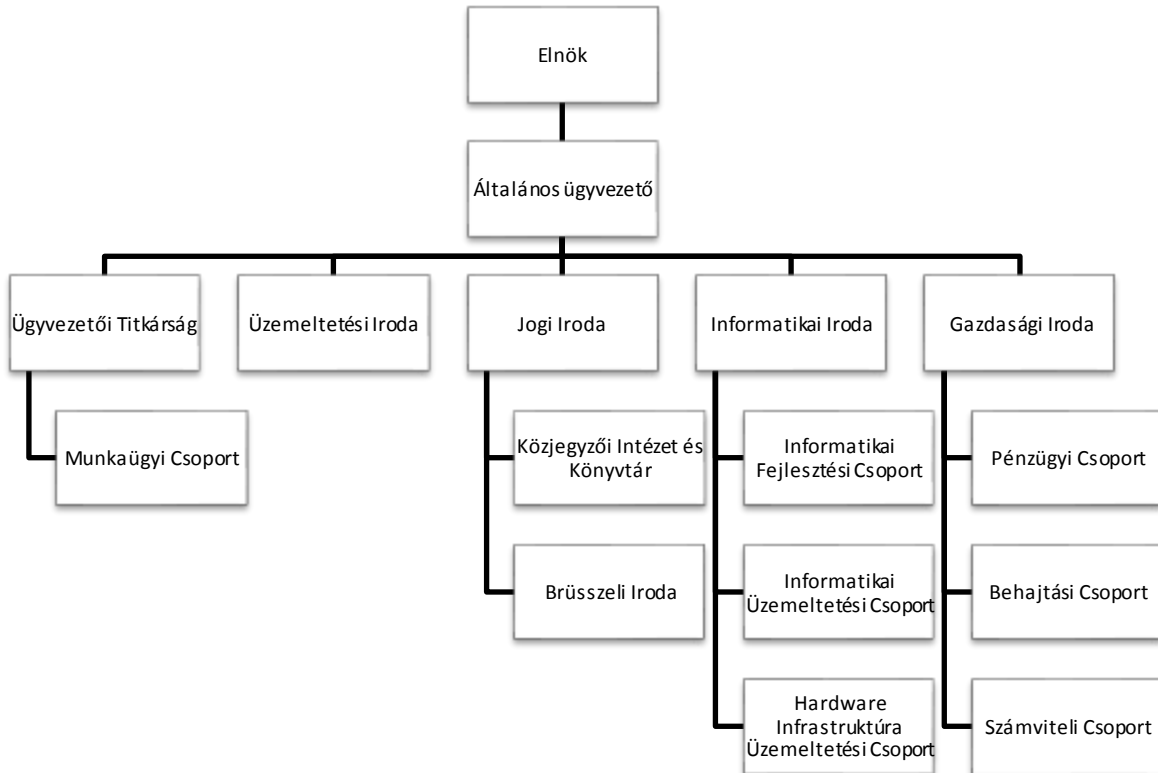 Elnök
Általános ügyvezető
Ügyvezetői Titkárság
Üzemeltetési Iroda
Jogi Iroda
Informatikai Iroda
Gazdasági Iroda
Munkaügyi Csoport
Közjegyzői Intézet és
Könyvtár
Informatikai
Fejlesztési Csoport
Pénzügyi Csoport
Brüsszeli Iroda
Informatikai
Üzemeltetési Csoport
Behajtási Csoport
Hardware
Infrastruktúra
Üzemeltetési Csoport
Számviteli Csoport